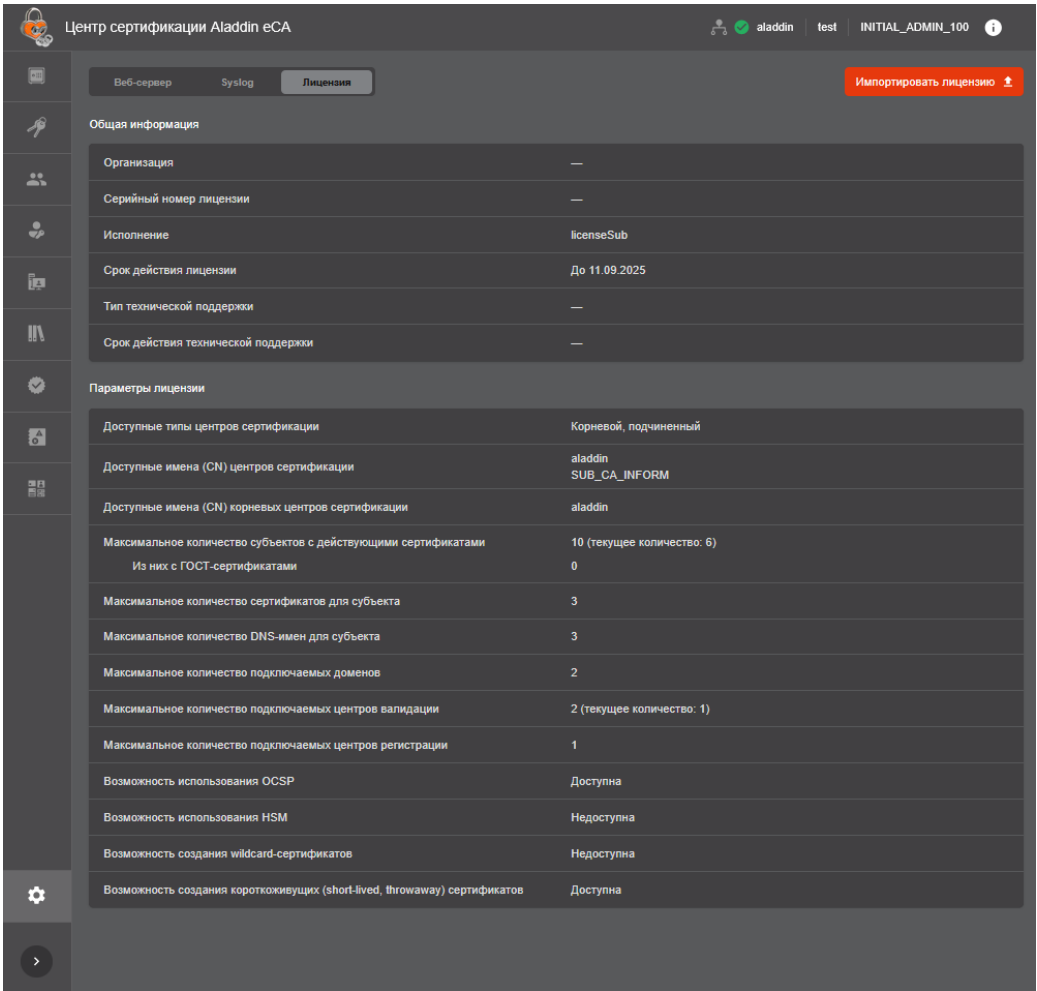 Центр сертификации Aladdin eCA
aladdin test INITIAL_ADMIN_100
Веб-сервер Syslog Лицензия Импортировать лицензию
Общая информация
Организация —
Серийный номер лицензии —
Исполнение licenseSub
Срок действия лицензии До 11.09.2025
Тип технической поддержки —
Срок действия технической поддержки —
Параметры лицензии
Доступные типы центров сертификации Корневой, подчиненный
Доступные имена (CN) центров сертификации aladdin
SUB_CA_INFORM
Доступные имена (CN) корневых центров сертификации aladdin
Максимальное количество субъектов с действующими сертификатами 10 (текущее количество: 6)
Из них с ГОСТ-сертификатами 0
Максимальное количество сертификатов для субъекта 3
Максимальное количество DNS-имен для субъекта 3
Максимальное количество подключаемых доменов 2
Максимальное количество подключаемых центров валидации 2 (текущее количество: 1)
Максимальное количество подключаемых центров регистрации 1
Возможность использования OCSP Доступна
Возможность использования HSM Недоступна
Возможность создания wildcard-сертификатов Недоступна
Возможность создания короткоживущих (short-lived, throwaway) сертификатов Доступна